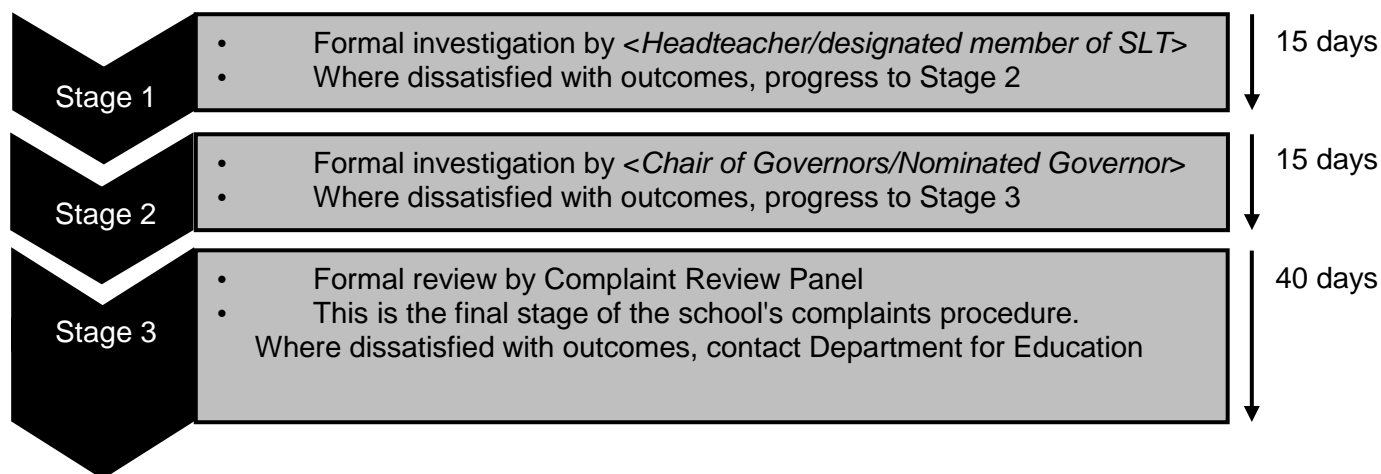 Stage 1
• Formal investigation by <Headteacher/designated member of SLT>
• Where dissatisfied with outcomes, progress to Stage 2
15 days
Stage 2
• Formal investigation by <Chair of Governors/Nominated Governor>
• Where dissatisfied with outcomes, progress to Stage 3
15 days
Stage 3
• Formal review by Complaint Review Panel
• This is the final stage of the school's complaints procedure.
Where dissatisfied with outcomes, contact Department for Education
40 days